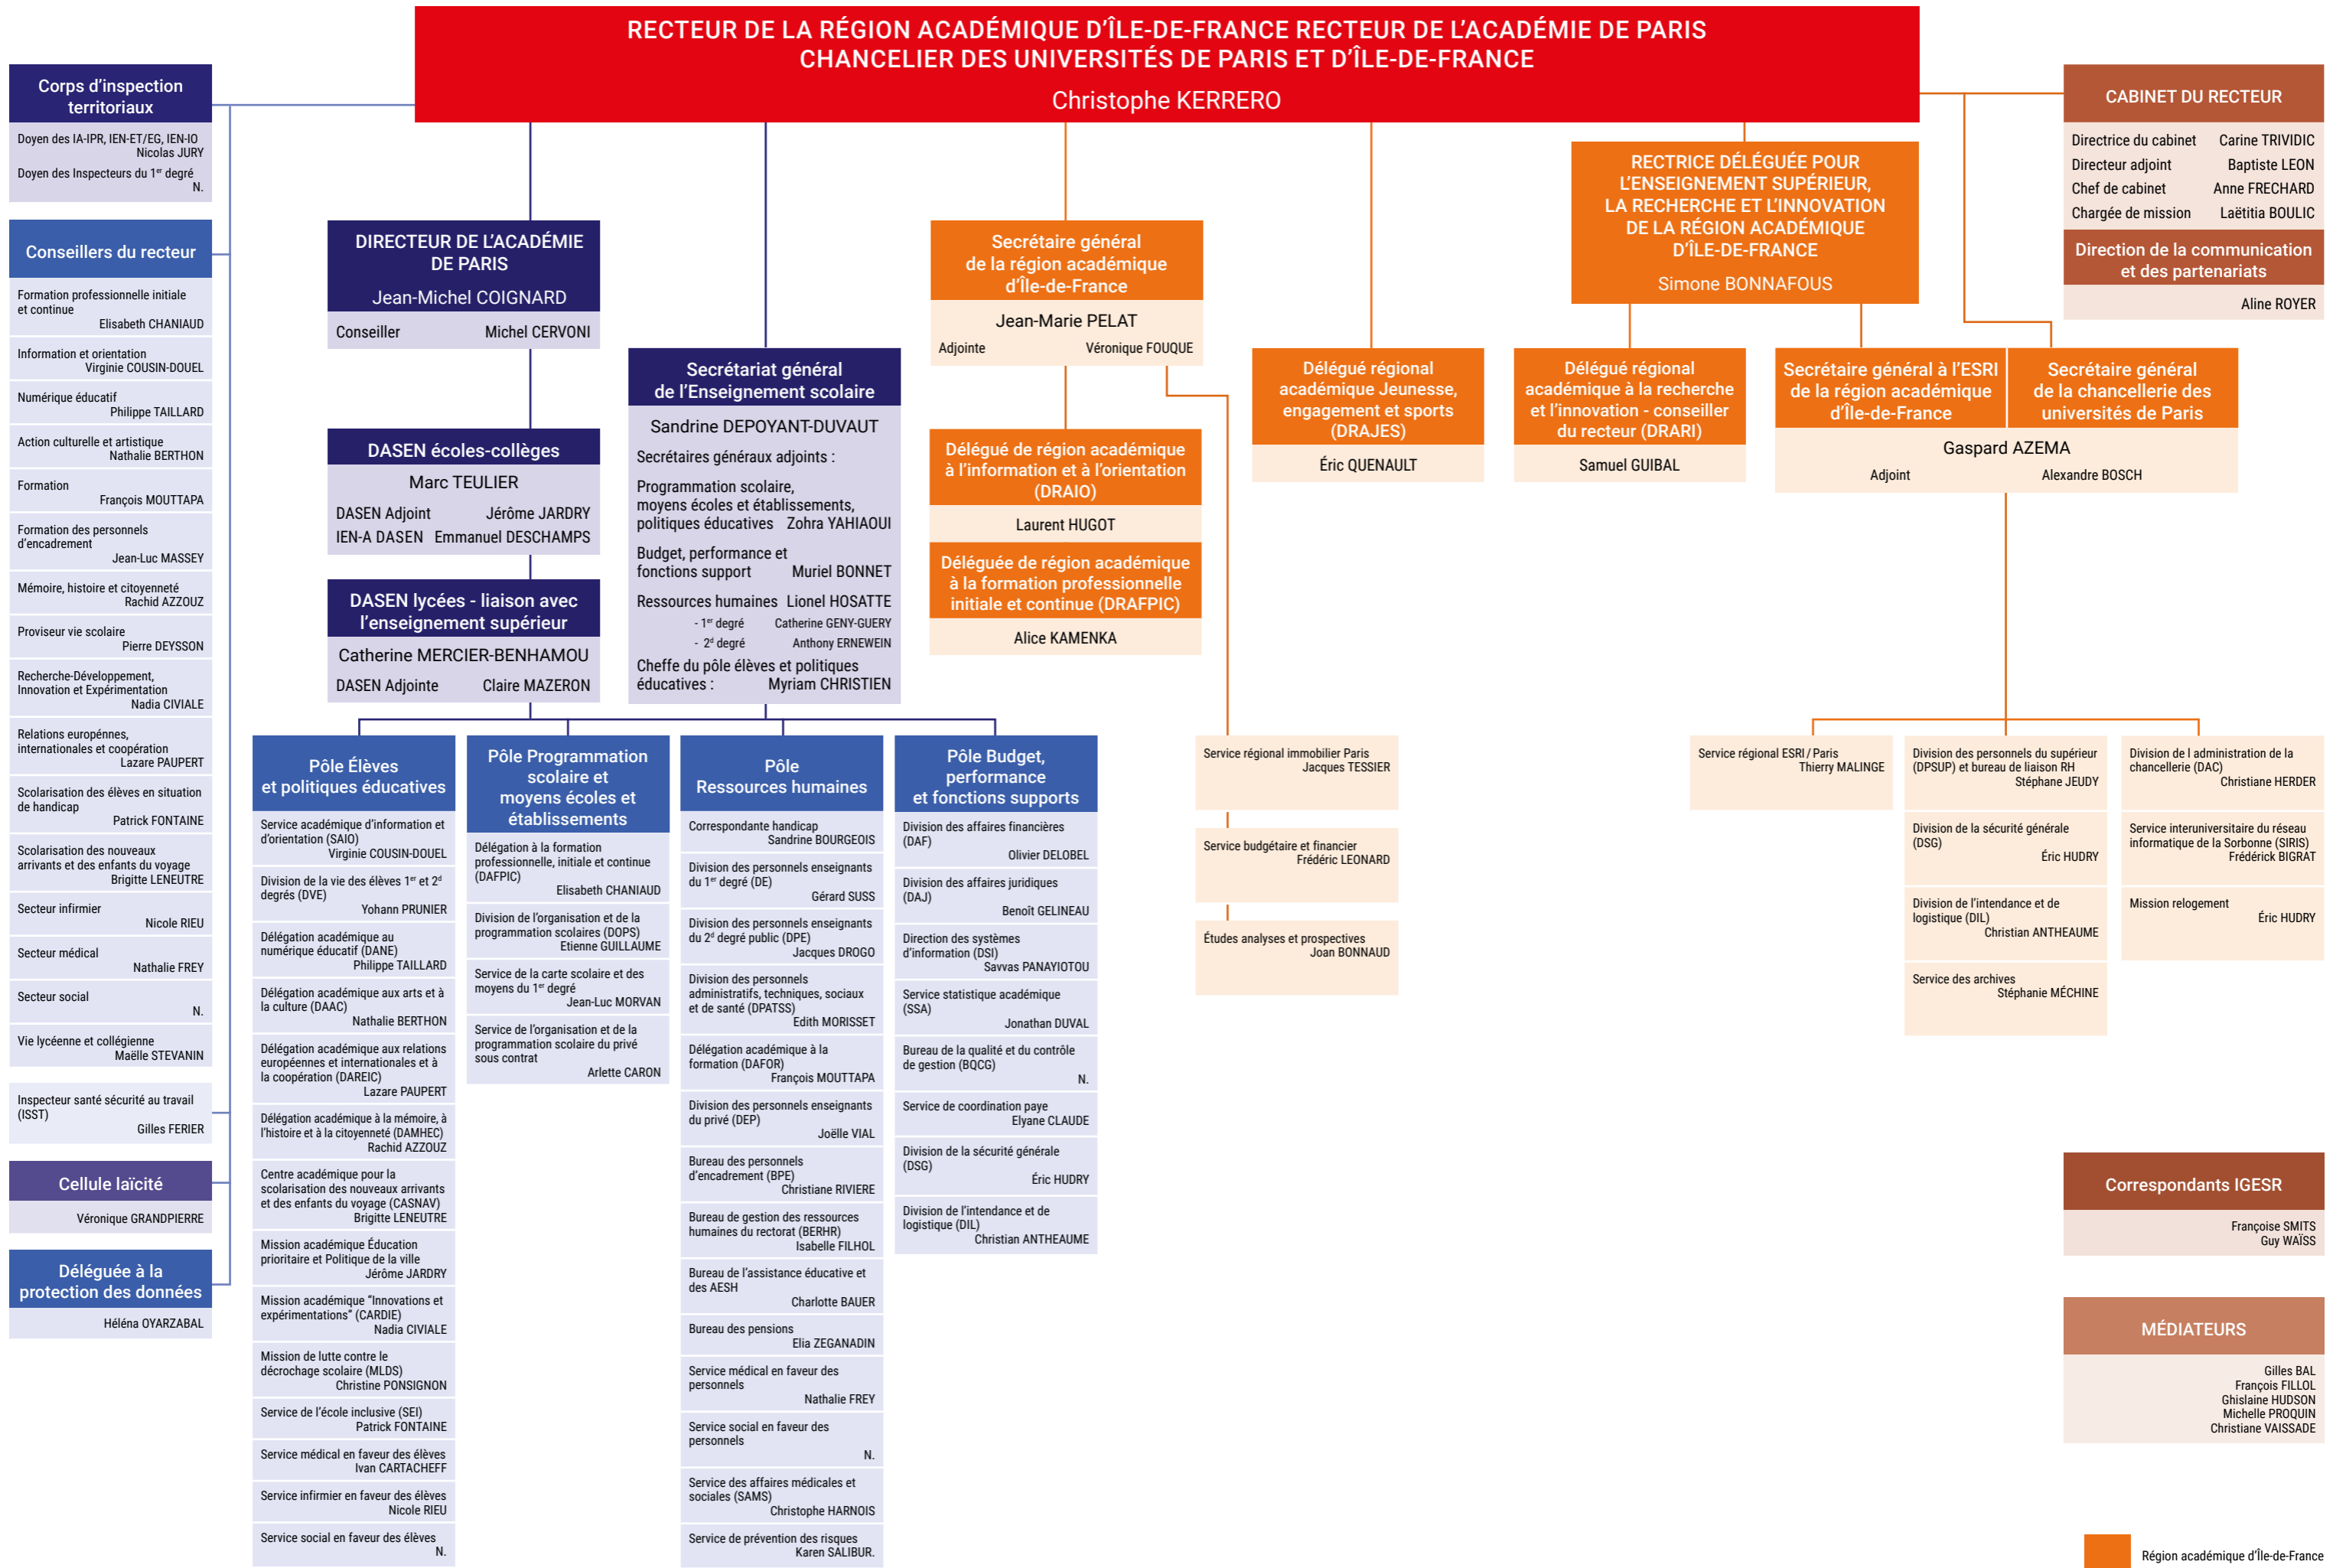 RECTEUR DE LA RÉGION ACADÉMIQUE D'ÎLE-DE-FRANCE RECTEUR DE L'ACADÉMIE DE PARIS
CHANCELIER DES UNIVERSITÉS DE PARIS ET D'ÎLE-DE-FRANCE
Christophe KERRERO
Corps d'inspection
territoriaux
Doyen des IA-IPR, IEN-ET/EG, IEN-IO
Nicolas JURY
Doyen des Inspecteurs du 1er degré
N.
Conseillers du recteur
Formation professionnelle initiale
et continue
Elisabeth CHANIAUD
Information et orientation
Virginie COUSIN-DOUEL
Numérique éducatif
Philippe TAILLARD
Action culturelle et artistique
Nathalie BERTHON
Formation
François MOUTTAPA
Formation des personnels
d'encadrement
Jean-Luc MASSEY
Mémoire, histoire et citoyenneté
Rachid AZZOUZ
Proviseur vie scolaire
Pierre DEYSSON
Recherche-Développement,
Innovation et Expérimentation
Nadia CIVIALE
Relations europénnes,
internationales et coopération
Lazare PAUPERT
Scolarisation des élèves en situation
de handicap
Patrick FONTAINE
Scolarisation des nouveaux
arrivants et des enfants du voyage
Brigitte LENEUTRE
Secteur infirmier
Nicole RIEU
Secteur médical
Nathalie FREY
Secteur social
N.
Vie lycéenne et collégienne
Maëlle STEVANIN
Inspecteur santé sécurité au travail
(ISST)
Gilles FERIER
Cellule laïcité
Véronique GRANDPIERRE
Déléguée à la
protection des données
Héléna OYARZABAL
DIRECTEUR DE L'ACADÉMIE
DE PARIS
Jean-Michel COIGNARD
Conseiller Michel CERVONI
DASEN écoles-collèges
Marc TEULIER
DASEN Adjoint Jérôme JARDRY
IEN-A DASEN Emmanuel DESCHAMPS
DASEN lycées - liaison avec
l'enseignement supérieur
Catherine MERCIER-BENHAMOU
DASEN Adjointe Claire MAZERON
Secrétariat général
de l'Enseignement scolaire
Sandrine DEPOYANT-DUVAUT
Secrétaires généraux adjoints :
Programmation scolaire,
moyens écoles et établissements,
politiques éducatives Zohra YAHIAOUI
Budget, performance et
fonctions support Muriel BONNET
Ressources humaines Lionel HOSATTE
- 1er degré Catherine GENY-GUERY
- 2d degré Anthony ERNEWEIN
Cheffe du pôle élèves et politiques
éducatives : Myriam CHRISTIEN
Pôle Élèves
et politiques éducatives
Service académique d'information et
d'orientation (SAIO)
Virginie COUSIN-DOUEL
Division de la vie des élèves 1er et 2d
degrés (DVE)
Yohann PRUNIER
Délégation académique au
numérique éducatif (DANE)
Philippe TAILLARD
Délégation académique aux arts et à
la culture (DAAC)
Nathalie BERTHON
Délégation académique aux relations
européennes et internationales et à
la coopération (DAREIC)
Lazare PAUPERT
Délégation académique à la mémoire, à
l'histoire et à la citoyenneté (DAMHEC)
Rachid AZZOUZ
Centre académique pour la
scolarisation des nouveaux arrivants
et des enfants du voyage (CASNAV)
Brigitte LENEUTRE
Mission académique Éducation
prioritaire et Politique de la ville
Jérôme JARDRY
Mission académique “Innovations et
expérimentations” (CARDIE)
Nadia CIVIALE
Mission de lutte contre le
décrochage scolaire (MLDS)
Christine PONSIGNON
Service de l'école inclusive (SEI)
Patrick FONTAINE
Service médical en faveur des élèves
Ivan CARTACHEFF
Service infirmier en faveur des élèves
Nicole RIEU
Service social en faveur des élèves
N.
Pôle Programmation
scolaire et
moyens écoles et
établissements
Délégation à la formation
professionnelle, initiale et continue
(DAFPIC)
Elisabeth CHANIAUD
Division de l'organisation et de la
programmation scolaires (DOPS)
Etienne GUILLAUME
Service de la carte scolaire et des
moyens du 1er degré
Jean-Luc MORVAN
Service de l'organisation et de la
programmation scolaire du privé
sous contrat
Arlette CARON
Pôle
Ressources humaines
Correspondante handicap
Sandrine BOURGEOIS
Division des personnels enseignants
du 1er degré (DE)
Gérard SUSS
Division des personnels enseignants
du 2d degré public (DPE)
Jacques DROGO
Division des personnels
administratifs, techniques, sociaux
et de santé (DPATSS)
Edith MORISSET
Délégation académique à la
formation (DAFOR)
François MOUTTAPA
Division des personnels enseignants
du privé (DEP)
Joëlle VIAL
Bureau des personnels
d'encadrement (BPE)
Christiane RIVIERE
Bureau de gestion des ressources
humaines du rectorat (BERHR)
Isabelle FILHOL
Bureau de l'assistance éducative et
des AESH
Charlotte BAUER
Bureau des pensions
Elia ZEGANADIN
Service médical en faveur des
personnels
Nathalie FREY
Service social en faveur des
personnels
N.
Service des affaires médicales et
sociales (SAMS)
Christophe HARNOIS
Service de prévention des risques
Karen SALIBUR.
Pôle Budget,
performance
et fonctions supports
Division des affaires financières
(DAF)
Olivier DELOBEL
Division des affaires juridiques
(DAJ)
Benoît GELINEAU
Direction des systèmes
d'information (DSI)
Savvas PANAYIOTOU
Service statistique académique
(SSA)
Jonathan DUVAL
Bureau de la qualité et du contrôle
de gestion (BQCG)
N.
Service de coordination paye
Elyane CLAUDE
Division de la sécurité générale
(DSG)
Éric HUDRY
Division de l'intendance et de
logistique (DIL)
Christian ANTHEAUME
Secrétaire général
de la région académique
d'Île-de-France
Jean-Marie PELAT
Adjointe Véronique FOUQUE
Délégué de région académique
à l'information et à l'orientation
(DRAIO)
Laurent HUGOT
Déléguée de région académique
à la formation professionnelle
initiale et continue (DRAFPIC)
Alice KAMENKA
Service régional immobilier Paris
Jacques TESSIER
Service budgétaire et financier
Frédéric LEONARD
Études analyses et prospectives
Joan BONNAUD
Délégué régional
académique Jeunesse,
engagement et sports
(DRAJES)
Éric QUENAULT
RECTRICE DÉLÉGUÉE POUR
L'ENSEIGNEMENT SUPÉRIEUR,
LA RECHERCHE ET L'INNOVATION
DE LA RÉGION ACADÉMIQUE
D'ÎLE-DE-FRANCE
Simone BONNAFOUS
Délégué régional
académique à la recherche
et l'innovation - conseiller
du recteur (DRARI)
Samuel GUIBAL
Secrétaire général à l'ESRI
de la région académique
d'Île-de-France
Secrétaire général
de la chancellerie des
universités de Paris
Gaspard AZEMA
Adjoint Alexandre BOSCH
Service régional ESRI / Paris
Thierry MALINGE
Division des personnels du supérieur
(DPSUP) et bureau de liaison RH
Stéphane JEUDY
Division de la sécurité générale
(DSG)
Éric HUDRY
Division de l'intendance et de
logistique (DIL)
Christian ANTHEAUME
Service des archives
Stéphanie MÉCHINE
Division de l administration de la
chancellerie (DAC)
Christiane HERDER
Service interuniversitaire du réseau
informatique de la Sorbonne (SIRIS)
Frédérick BIGRAT
Mission relogement
Éric HUDRY
CABINET DU RECTEUR
Directrice du cabinet Carine TRIVIDIC
Directeur adjoint Baptiste LEON
Chef de cabinet Anne FRECHARD
Chargée de mission Laëtitia BOULIC
Direction de la communication
et des partenariats
Aline ROYER
Correspondants IGESR
Françoise SMITS
Guy WAÏSS
MÉDIATEURS
Gilles BAL
François FILLOL
Ghislaine HUDSON
Michelle PROQUIN
Christiane VAISSADE
Région académique d'Île-de-France